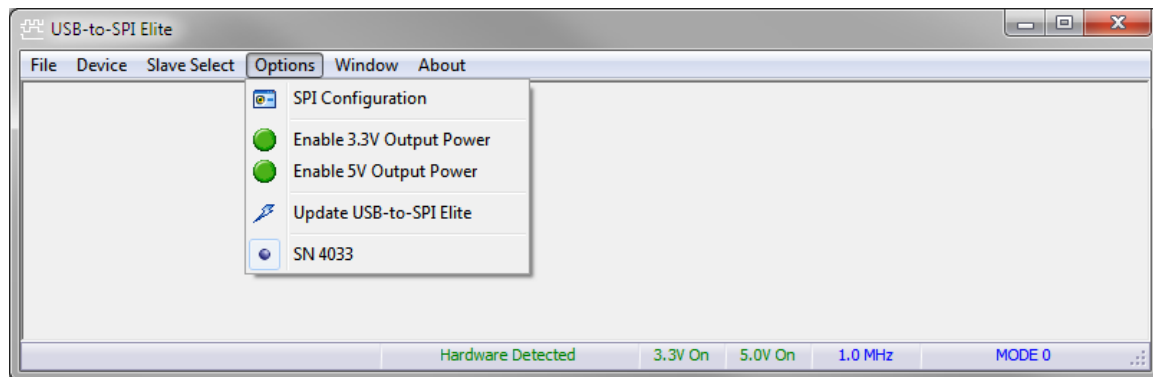 USB-to-SPI Elite
File Device Slave Select Options Window About
SPI Configuration
Enable 3.3V Output Power
Enable 5V Output Power
Update USB-to-SPI Elite
SN 4033
Hardware Detected 3.3V On 5.0V On 1.0 MHz MODE 0